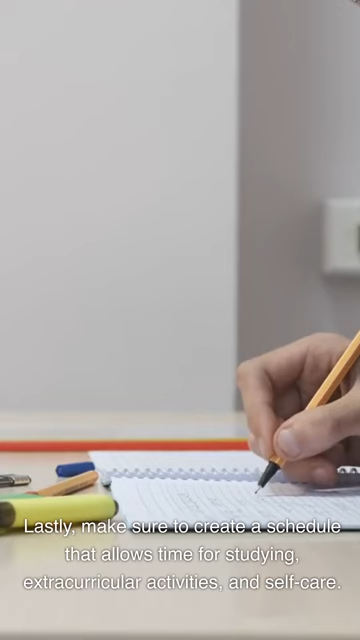 Lastly, make sure to create a schedule
that allows time for studying,
extracurricular activities, and self-care.